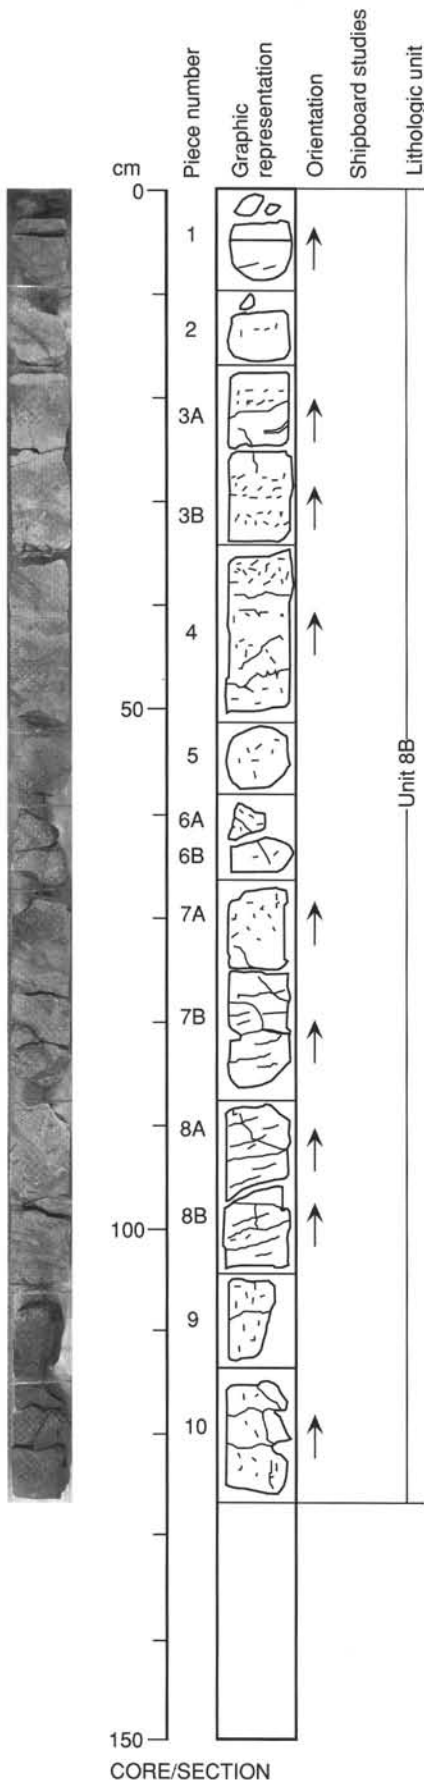 cm
Piece number
Graphic
representation
Orientation
Shipboard studies
Lithologic unit
0
1
2
3A
3B
4
50
5
6A
6B
7A
7B
8A
8B
100
9
10
150
Unit 8B
CORE/SECTION